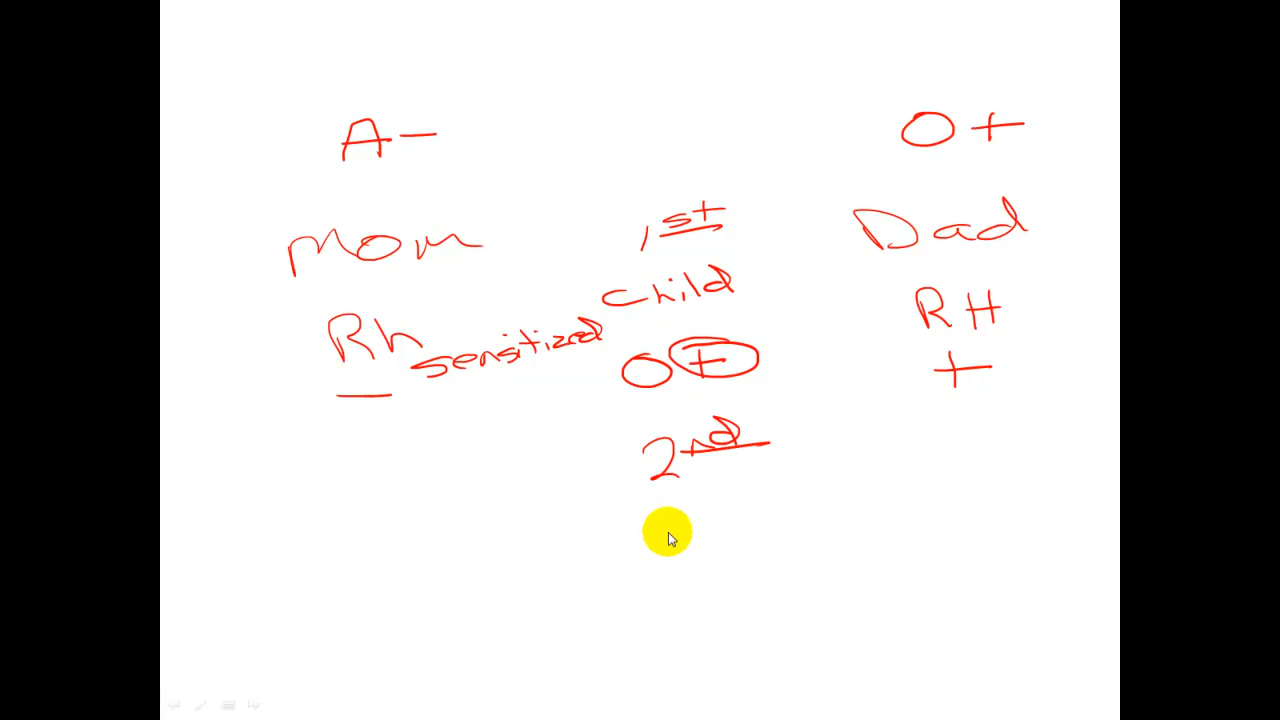 A-
O+
Mom
1st
Dad
Child
Rh
sensitized
RH
O+
+
-
2nd